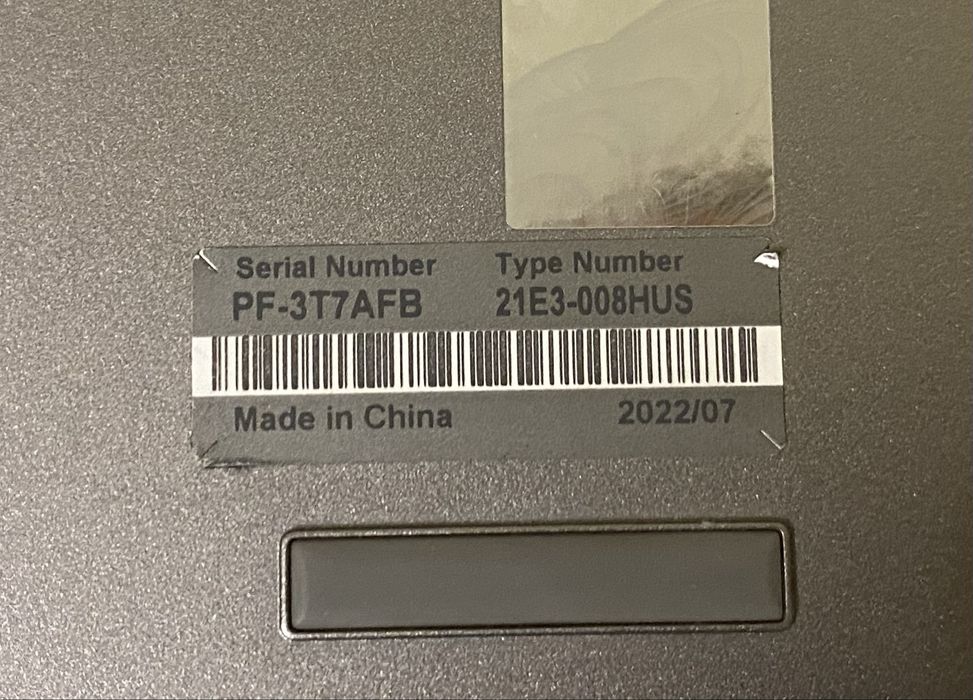 Serial Number Type Number
PF-3T7AFB 21E3-008HUS
Made in China 2022/07